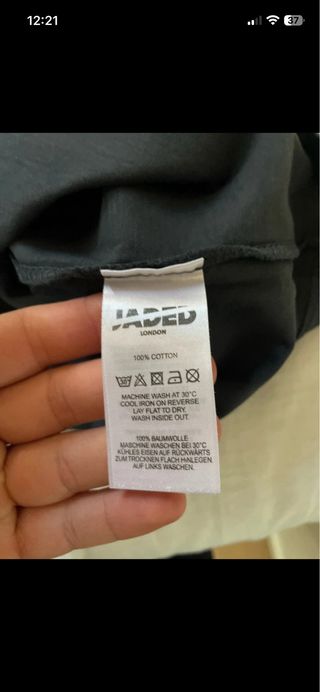 12:21
37
JADED
LONDON
100% COTTON
MACHINE WASH AT 30°C
COOL IRON ON REVERSE
LAY FLAT TO DRY.
WASH INSIDE OUT.
100% BAUMWOLLE
MASCHINE WASCHEN BEI 30°C
KÜHLES EISEN AUF RÜCKWÄRTS
ZUM TROCKNEN FLACH HINLEGEN.
AUF LINKS WASCHEN.